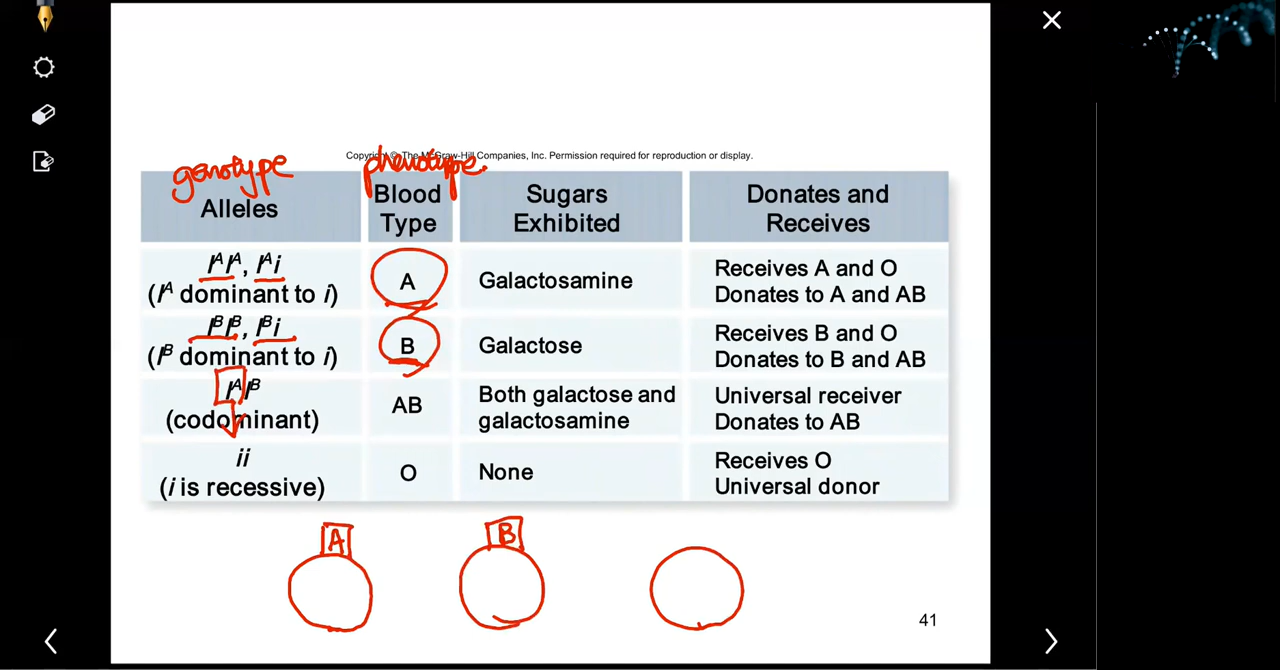 Copyright © The McGraw-Hill Companies, Inc. Permission required for reproduction or display.
genotype
phenotype.
Alleles
Blood
Type
Sugars
Exhibited
Donates and
Receives
IAIA, IAi
(IA dominant to i)
A
Galactosamine
Receives A and O
Donates to A and AB
IBIB, IBi
(IB dominant to i)
B
Galactose
Receives B and O
Donates to B and AB
IAIB
(codominant)
AB
Both galactose and
galactosamine
Universal receiver
Donates to AB
ii
(i is recessive)
O
None
Receives O
Universal donor
A
B
41